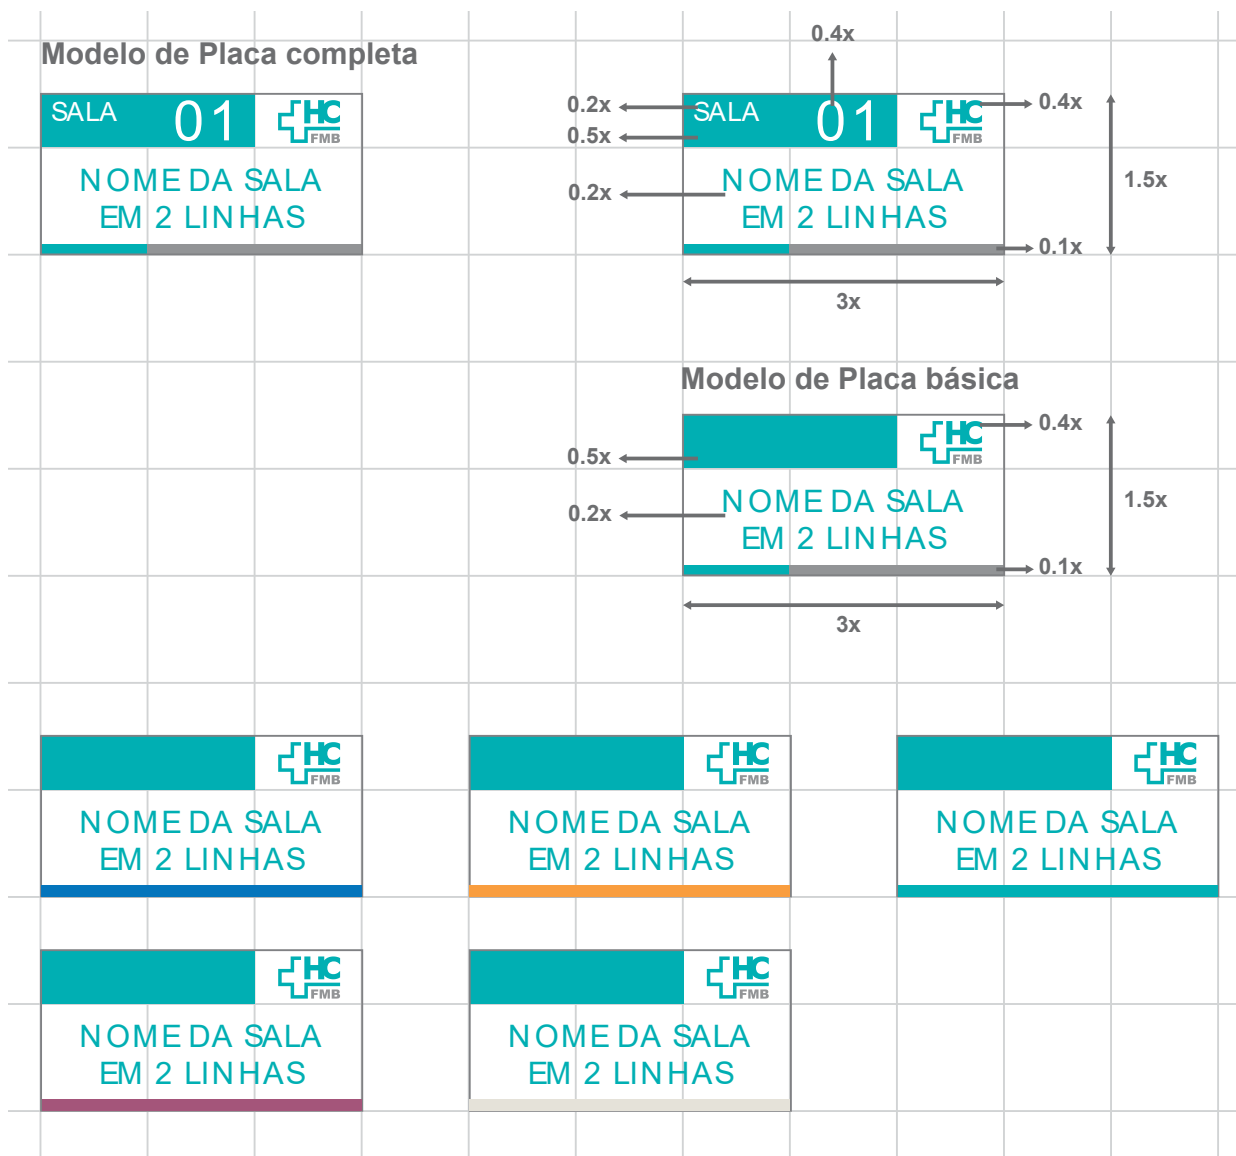 Modelo de Placa completa
SALA 01 HC
FMB
NOME DA SALA
EM 2 LINHAS
0.4x
0.2x
0.5x
0.2x
SALA 01 HC
FMB
NOME DA SALA
EM 2 LINHAS
0.4x
1.5x
0.1x
3x
Modelo de Placa básica
0.5x
0.2x
HC
FMB
NOME DA SALA
EM 2 LINHAS
0.4x
1.5x
0.1x
3x
HC
FMB
NOME DA SALA
EM 2 LINHAS
HC
FMB
NOME DA SALA
EM 2 LINHAS
HC
FMB
NOME DA SALA
EM 2 LINHAS
HC
FMB
NOME DA SALA
EM 2 LINHAS
HC
FMB
NOME DA SALA
EM 2 LINHAS